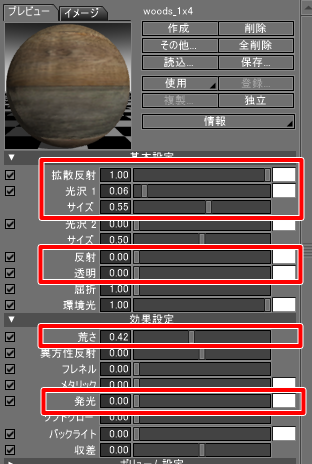 プレビュー イメージ
woods_1x4
作成 削除
その他... 全削除
読込... 保存...
使用 登録...
複製... 独立
情報
基本設定
拡散反射 1.00
光沢 1 0.06
サイズ 0.55
光沢 2 0.00
サイズ 0.50
反射 0.00
透明 0.00
屈折 1.00
環境光 1.00
効果設定
荒さ 0.42
異方性反射 0.00
フレネル 0.00
メタリック 0.00
発光 0.00
ソフトグロー 0.00
バックライト 0.00
収差 0.00
ボリューム設定